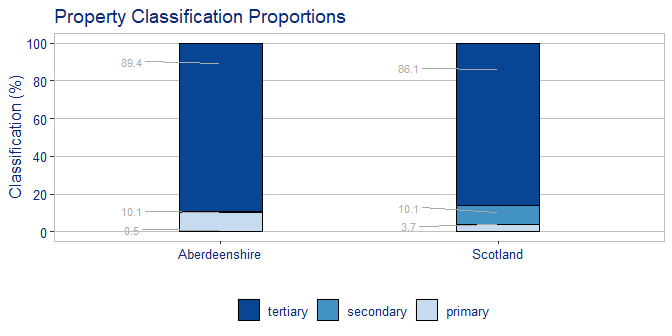 Property Classification Proportions
Classification (%)
100
80
60
40
20
0
89.4
10.1
0.5
86.1
10.1
3.7
Aberdeenshire
Scotland
tertiary secondary primary